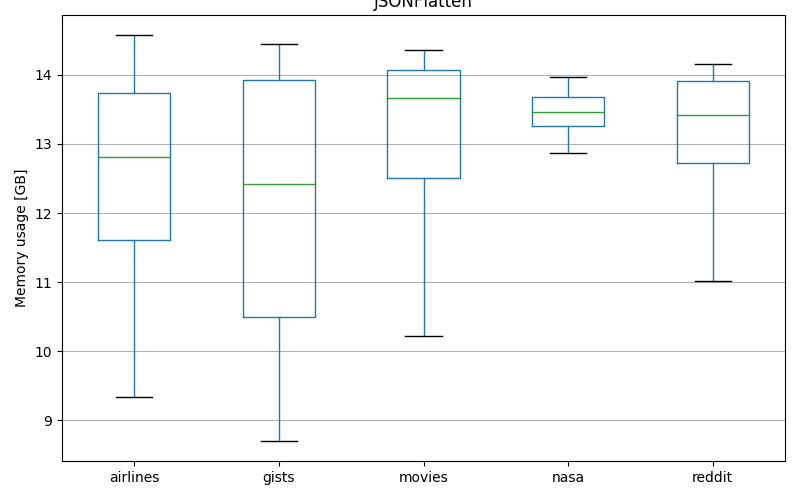 JSONFlatten
14
13
12
11
10
9
Memory usage [GB]
airlines gists movies nasa reddit